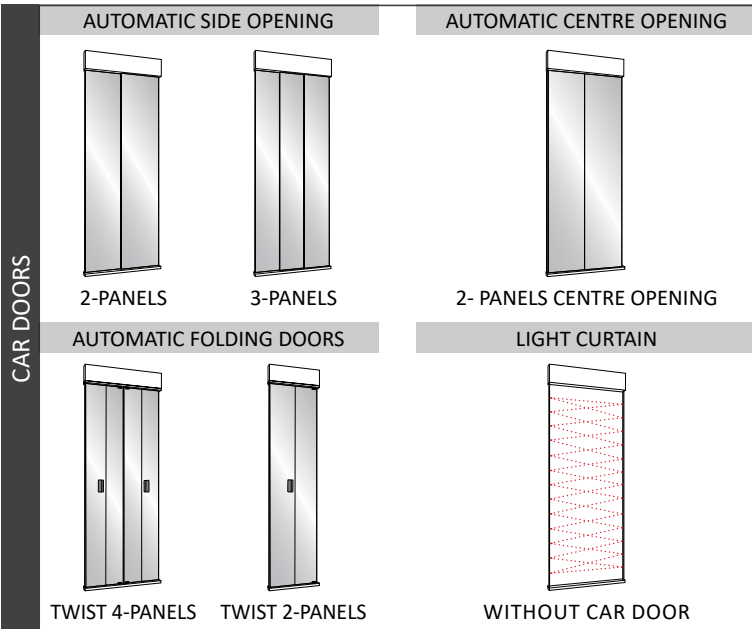 CAR DOORS
AUTOMATIC SIDE OPENING
AUTOMATIC CENTRE OPENING
2-PANELS
3-PANELS
2- PANELS CENTRE OPENING
AUTOMATIC FOLDING DOORS
LIGHT CURTAIN
TWIST 4-PANELS
TWIST 2-PANELS
WITHOUT CAR DOOR